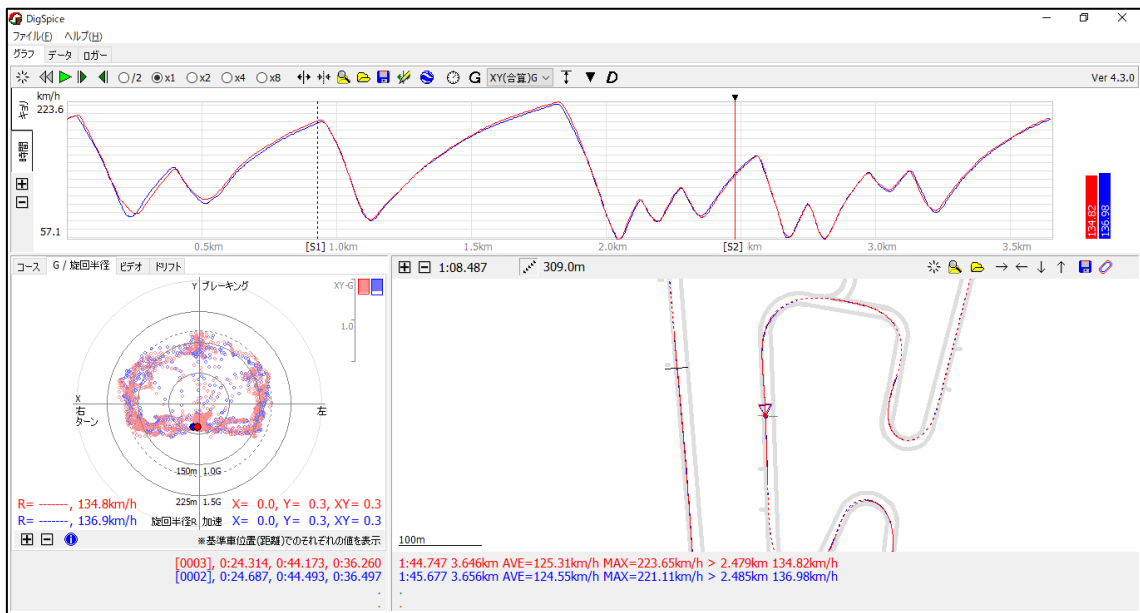 DigSpice
ファイル(F) ヘルプ(H)
グラフ データ ロガー
/2 x1 x2 x4 x8 G XY(合算)G D Ver 4.3.0
km/h
223.6
キョリ
時間
57.1
0.5km [S1] 1.0km 1.5km 2.0km [S2] km 3.0km 3.5km
134.82 136.98
コース G / 旋回半径 ビデオ ドリフト
1:08.487 309.0m
Y ブレーキング XY-G
1.0
X
右 左
ターン
150m 1.0G
225m 1.5G
R= -------, 134.8km/h X= 0.0, Y= 0.3, XY= 0.3
R= -------, 136.9km/h 旋回半径R 加速 X= 0.0, Y= 0.3, XY= 0.3
※基準車位置(距離)でのそれぞれの値を表示
100m
[0003], 0:24.314, 0:44.173, 0:36.260 1:44.747 3.646km AVE=125.31km/h MAX=223.65km/h > 2.479km 134.82km/h
[0002], 0:24.687, 0:44.493, 0:36.497 1:45.677 3.656km AVE=124.55km/h MAX=221.11km/h > 2.485km 136.98km/h